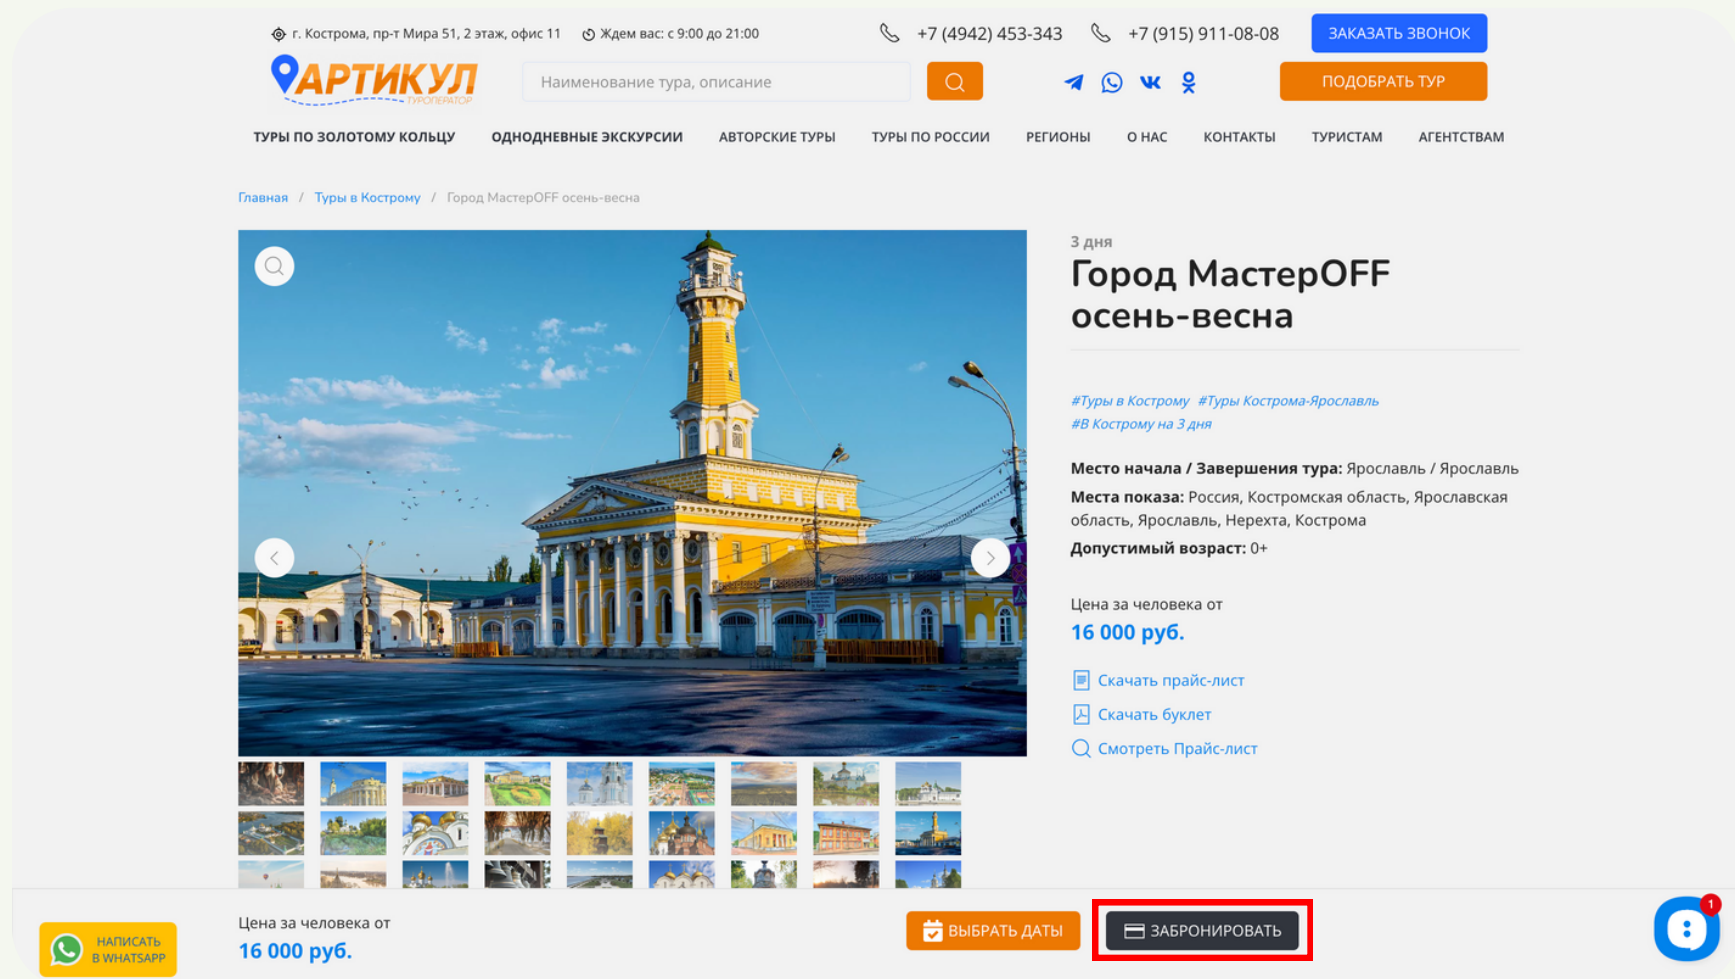 г. Кострома, пр-т Мира 51, 2 этаж, офис 11 Ждем вас: с 9:00 до 21:00 +7 (4942) 453-343 +7 (915) 911-08-08 ЗАКАЗАТЬ ЗВОНОК
АРТИКУЛ
ТУРОПЕРАТОР
Наименование тура, описание
ПОДОБРАТЬ ТУР
ТУРЫ ПО ЗОЛОТОМУ КОЛЬЦУ ОДНОДНЕВНЫЕ ЭКСКУРСИИ АВТОРСКИЕ ТУРЫ ТУРЫ ПО РОССИИ РЕГИОНЫ О НАС КОНТАКТЫ ТУРИСТАМ АГЕНТСТВАМ
Главная / Туры в Кострому / Город МастерOFF осень-весна
3 дня
Город МастерOFF
осень-весна
#Туры в Кострому #Туры Кострома-Ярославль
#В Кострому на 3 дня
Место начала / Завершения тура: Ярославль / Ярославль
Места показа: Россия, Костромская область, Ярославская
область, Ярославль, Нерехта, Кострома
Допустимый возраст: 0+
Цена за человека от
16 000 руб.
Скачать прайс-лист
Скачать буклет
Смотреть Прайс-лист
НАПИСАТЬ
В WHATSAPP
Цена за человека от
16 000 руб.
ВЫБРАТЬ ДАТЫ
ЗАБРОНИРОВАТЬ
1